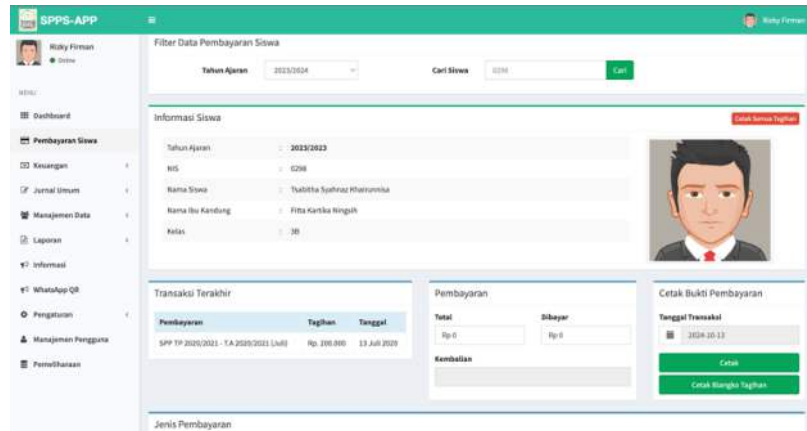 SPPS-APP
Rizky Firman
Rizky Firman
Online
MENU
Dashboard
Pembayaran Siswa
Keuangan
Jurnal Umum
Manajemen Data
Laporan
Informasi
WhatsApp QR
Pengaturan
Manajemen Pengguna
Pemeliharaan
Filter Data Pembayaran Siswa
Tahun Ajaran 2023/2024 Cari Siswa 0298 Cari
Informasi Siswa Cetak Semua Tagihan
Tahun Ajaran : 2023/2023
NIS : 0298
Nama Siswa : Tsabitha Syahnaz Khairunnisa
Nama Ibu Kandung : Fitta Kartika Ningsih
Kelas : 3B
Transaksi Terakhir
Pembayaran Tagihan Tanggal
SPP T.P 2020/2021 - T.A 2020/2021 (Juli) Rp. 200.000 13 Juli 2020
Pembayaran
Total Dibayar
Rp 0 Rp 0
Kembalian
Cetak Bukti Pembayaran
Tanggal Transaksi
2024-10-13
Cetak
Cetak Blangko Tagihan
Jenis Pembayaran